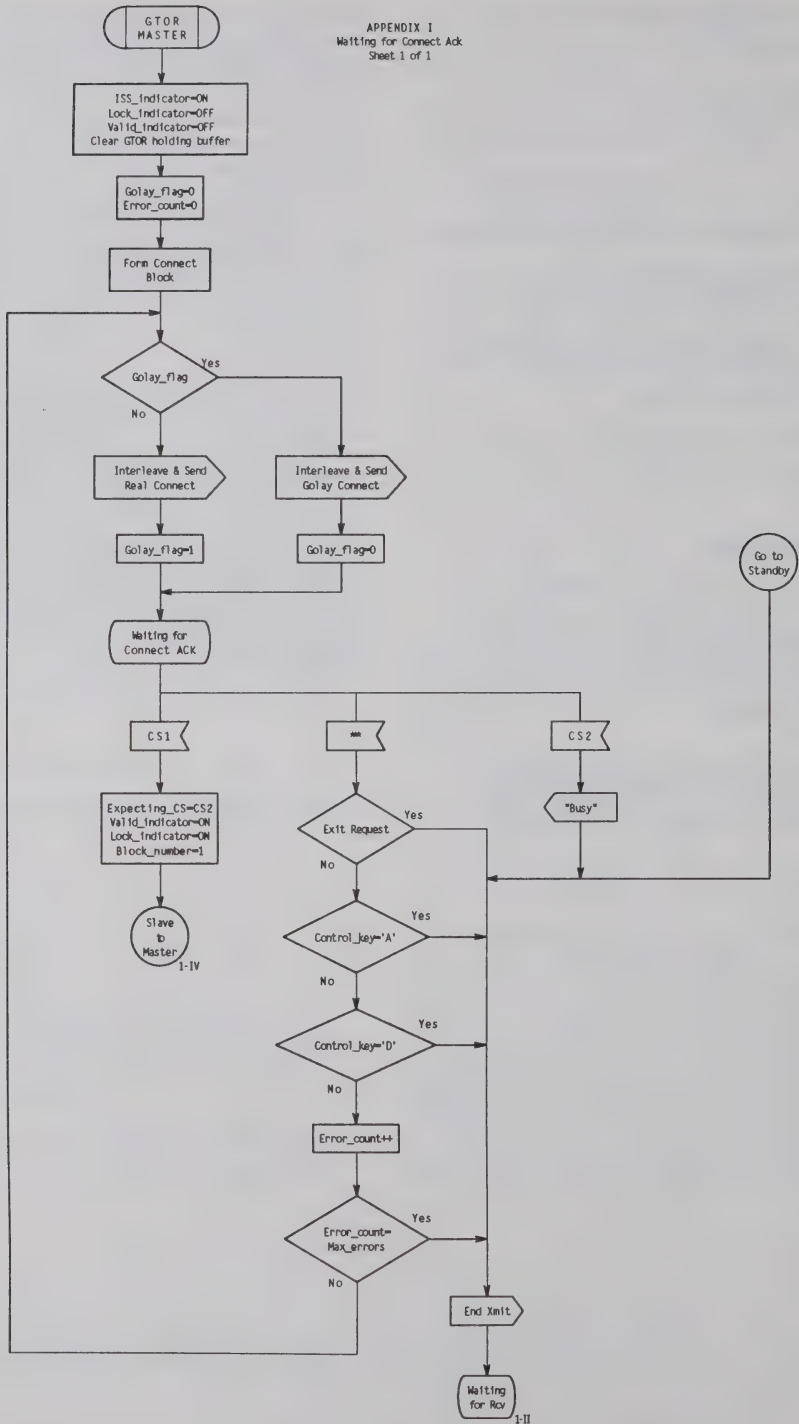 APPENDIX I
Waiting for Connect Ack
Sheet 1 of 1
GTOR
MASTER
ISS_indicator=ON
Lock_indicator=OFF
Valid_indicator=OFF
Clear GTOR holding buffer
Golay_flag=0
Error_count=0
Form Connect
Block
Golay_flag
Yes
No
Interleave & Send
Real Connect
Interleave & Send
Golay Connect
Golay_flag=1
Golay_flag=0
Go to
Standby
Waiting for
Connect ACK
CS1
***
CS2
Expecting_CS=CS2
Valid_indicator=ON
Lock_indicator=ON
Block_number=1
"Busy"
Exit Request
Yes
No
Slave
to
Master
1-IV
Control_key='A'
Yes
No
Control_key='D'
Yes
No
Error_count++
Error_count=
Max_errors
Yes
No
End Xmit
Waiting
for Rcv
1-II